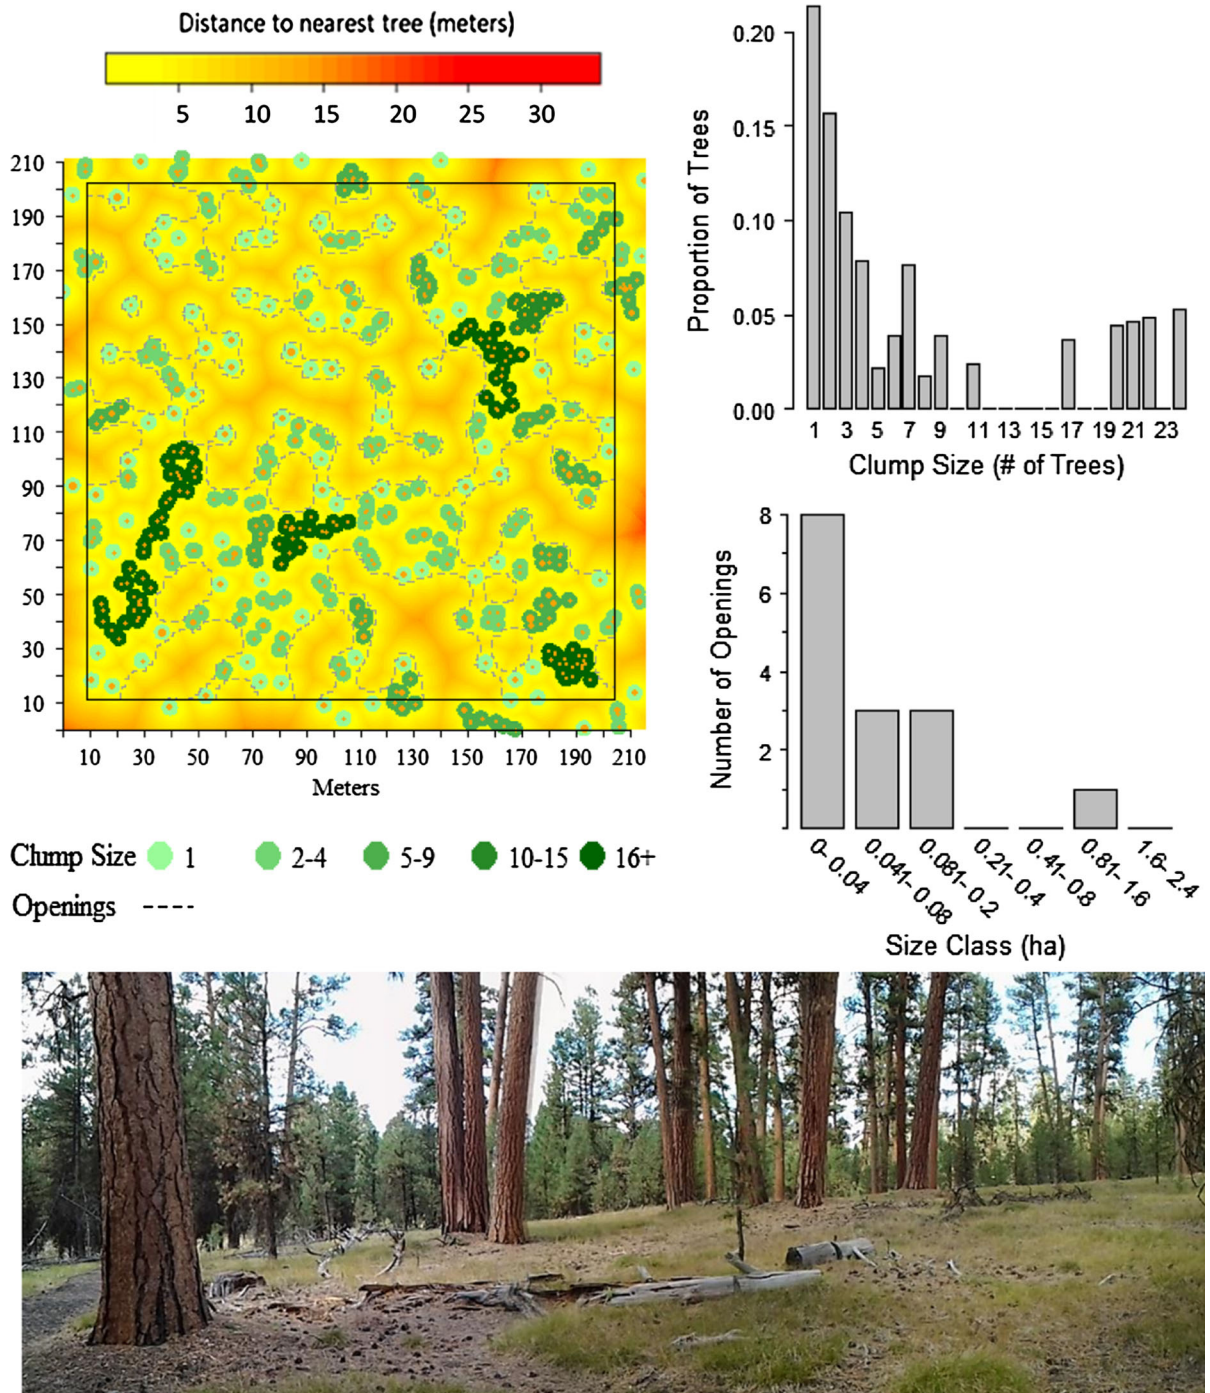 Distance to nearest tree (meters)
5 10 15 20 25 30
210
190
170
150
130
110
90
70
50
30
10
10 30 50 70 90 110 130 150 170 190 210
Meters
Clump Size 1 2-4 5-9 10-15 16+
Openings ----
0.20
0.15
0.10
0.05
0.00
Proportion of Trees
1 3 5 7 9 11 13 15 17 19 21 23
Clump Size (# of Trees)
8
6
4
2
Number of Openings
0-0.04
0.041-0.08
0.081-0.2
0.21-0.4
0.41-0.8
0.81-1.6
1.6-2.4
Size Class (ha)